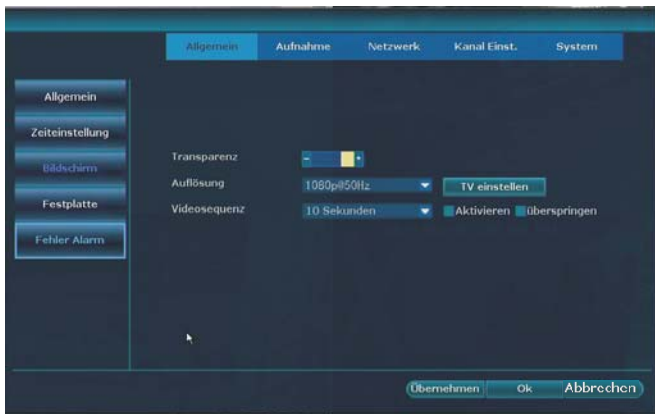 Allgemein Aufnahme Netzwerk Kanal Einst. System
Allgemein
Zeiteinstellung
Bildschirm
Festplatte
Fehler Alarm
Transparenz - +
Auflösung 1080p@50Hz TV einstellen
Videosequenz 10 Sekunden Aktivieren überspringen
Übernehmen Ok Abbrechen